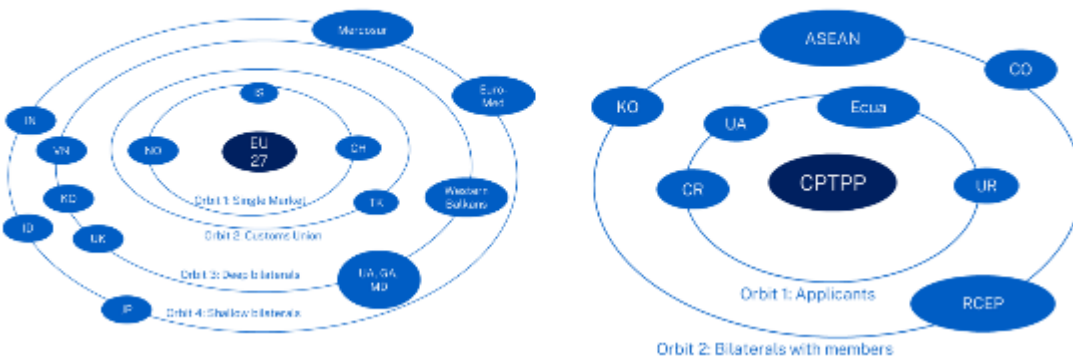 Mercosur
Euro-
Med
IS
IN
VN
NO
EU
27
CH
KO
TK
Western
Balkans
ID
UK
Orbit 1: Single Market
Orbit 2: Customs Union
Orbit 3: Deep bilaterals
UA, GA,
MD
JP
Orbit 4: Shallow bilaterals
ASEAN
CO
KO
UA
Ecua
CR
CPTPP
UR
Orbit 1: Applicants
RCEP
Orbit 2: Bilaterals with members